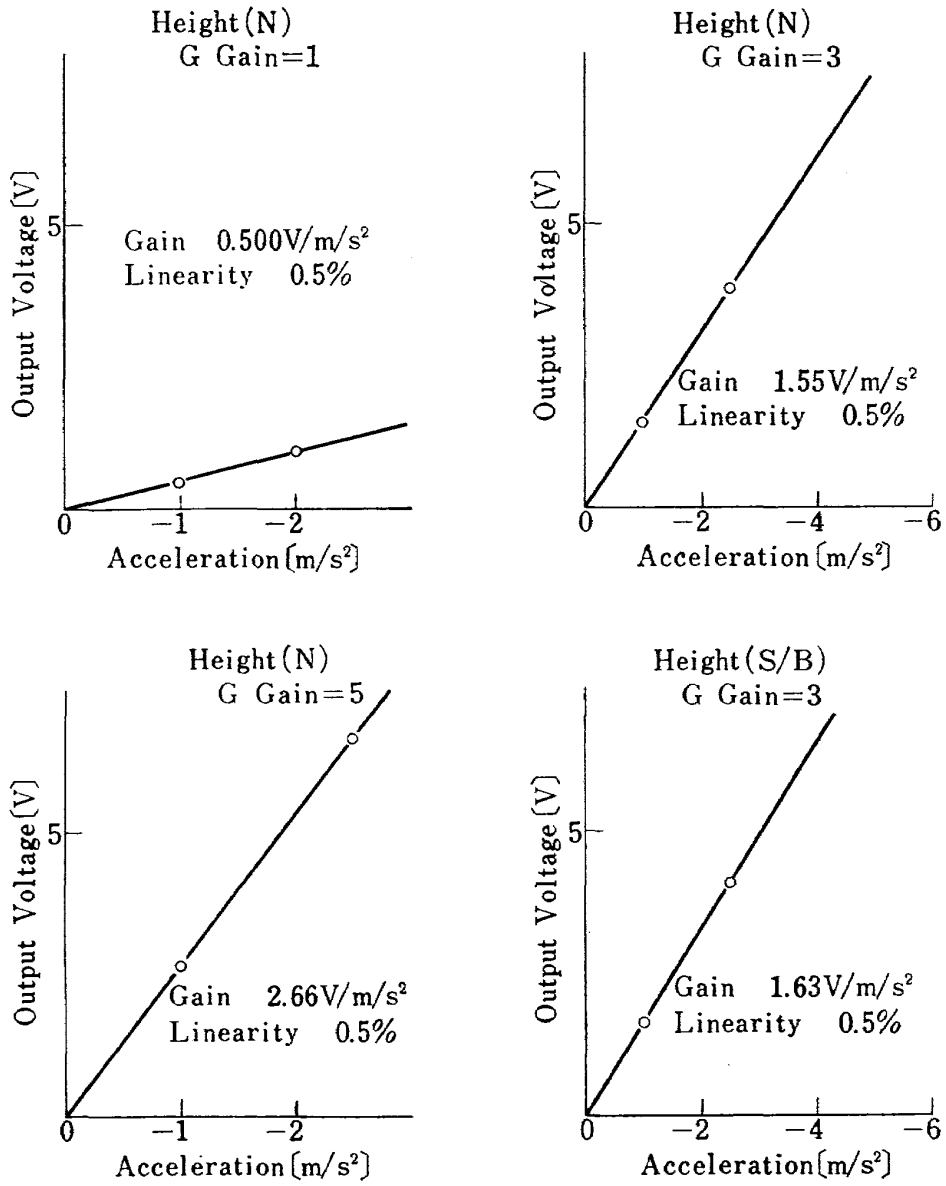 Height(N)
G Gain=1
Output Voltage[V]
5
Gain 0.500V/m/s²
Linearity 0.5%
0 −1 −2
Acceleration[m/s²]
Height(N)
G Gain=3
Output Voltage[V]
5
Gain 1.55V/m/s²
Linearity 0.5%
0 −2 −4 −6
Acceleration[m/s²]
Height(N)
G Gain=5
Output Voltage[V]
5
Gain 2.66V/m/s²
Linearity 0.5%
0 −1 −2
Acceleration[m/s²]
Height(S/B)
G Gain=3
Output Voltage[V]
5
Gain 1.63V/m/s²
Linearity 0.5%
0 −2 −4 −6
Acceleration[m/s²]